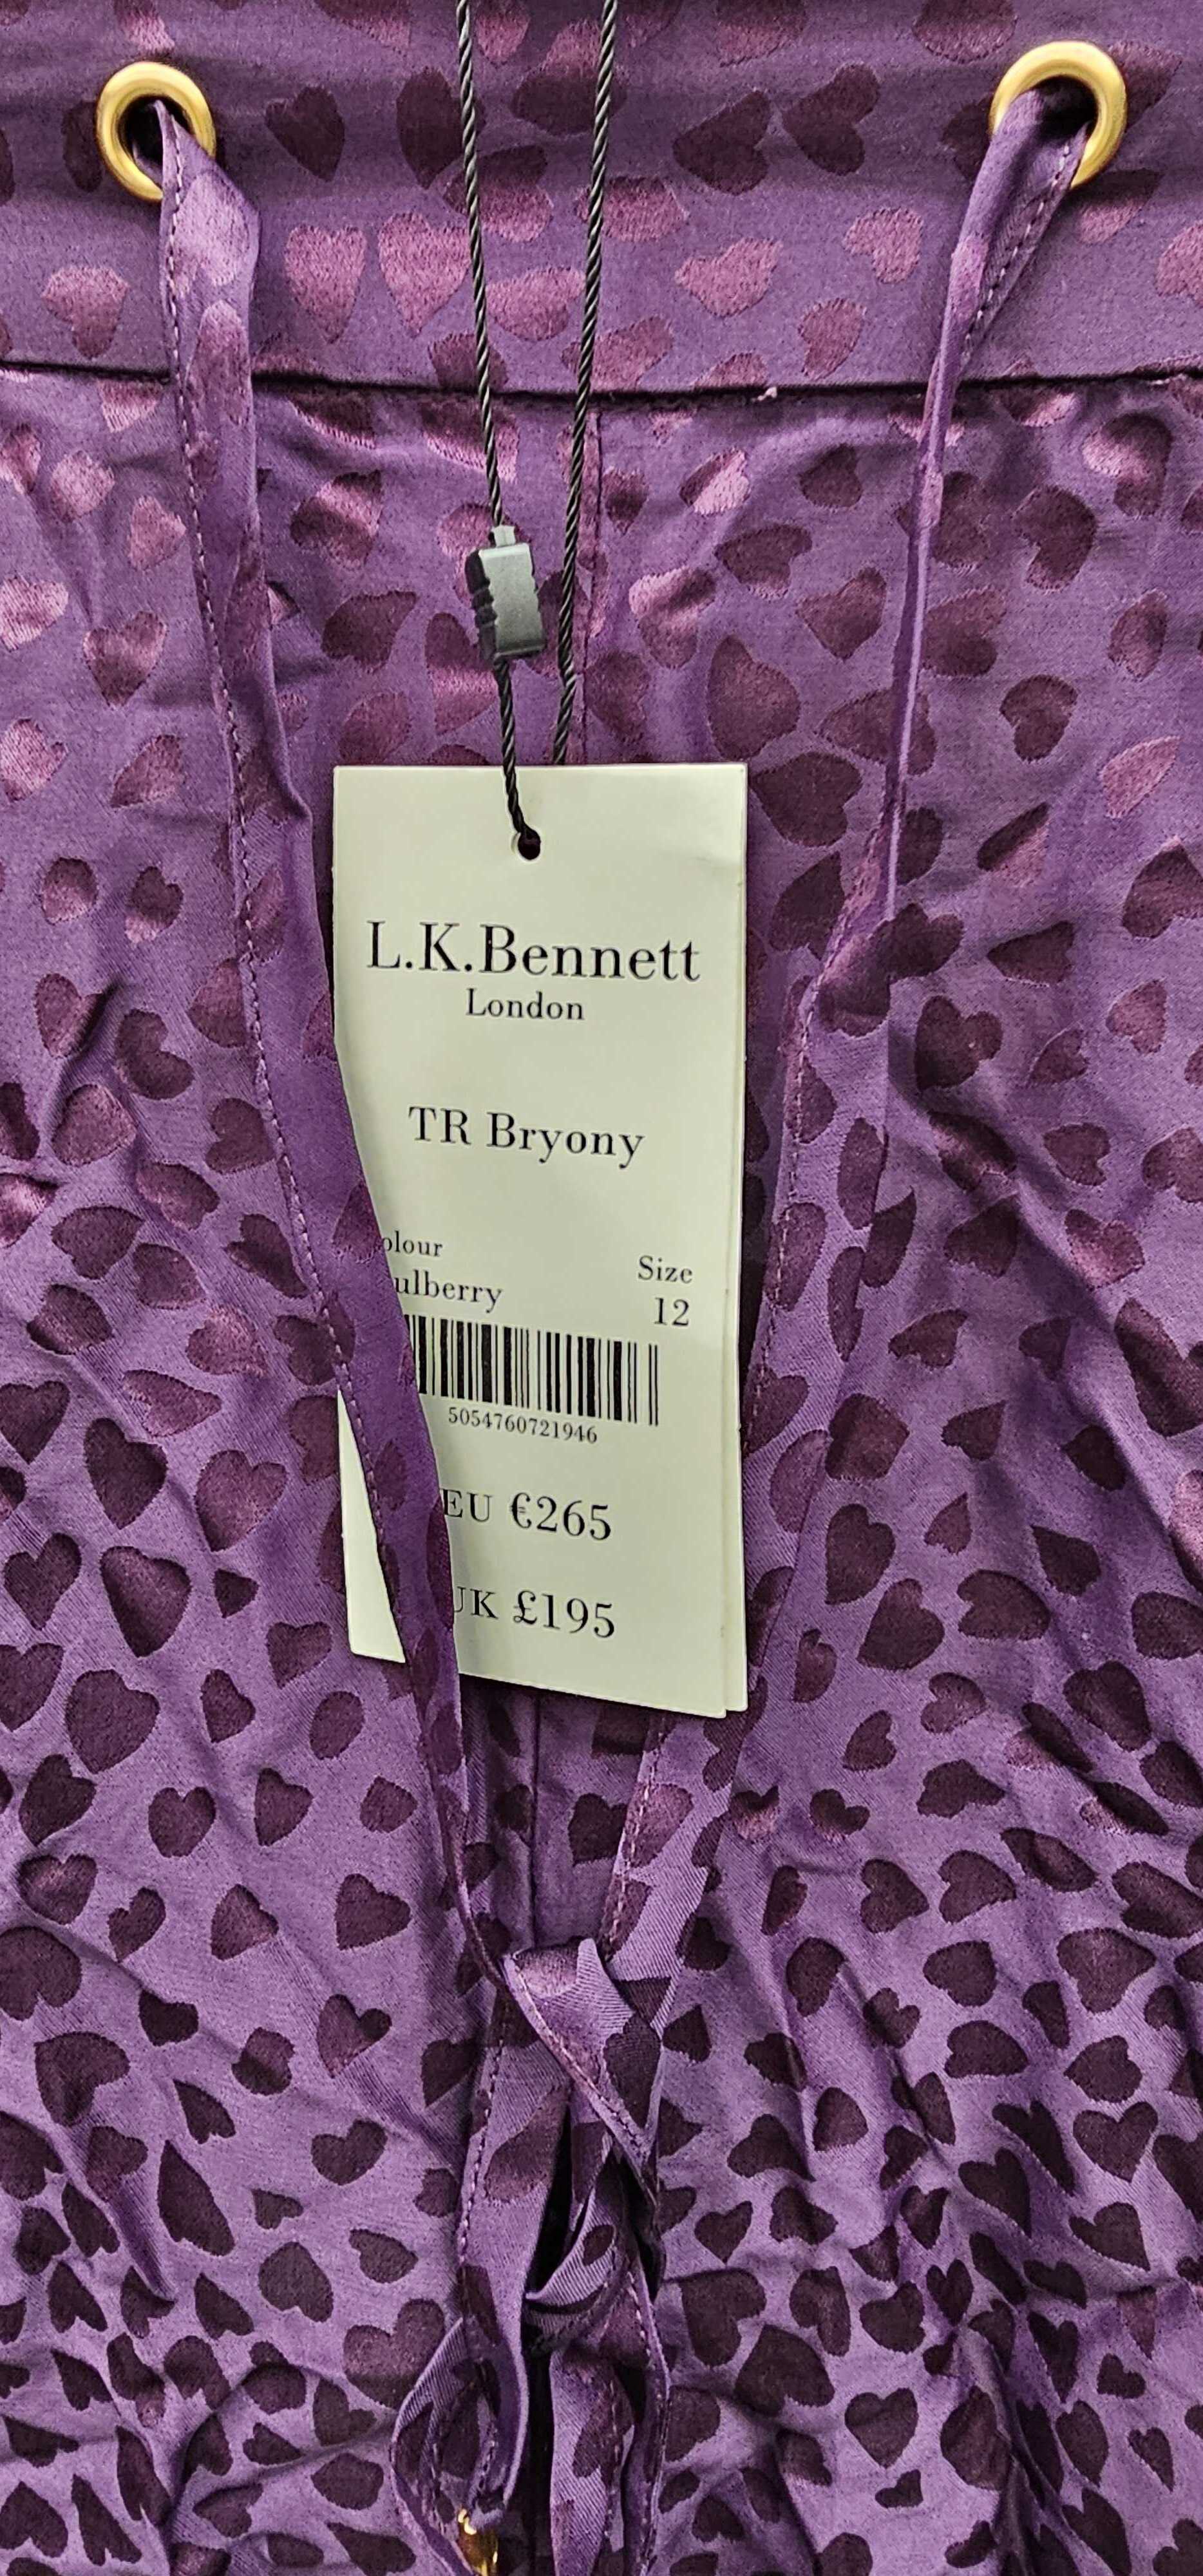 L.K.Bennett
London
TR Bryony
olour Size
ulberry 12
5054760721946
EU €265
UK £195